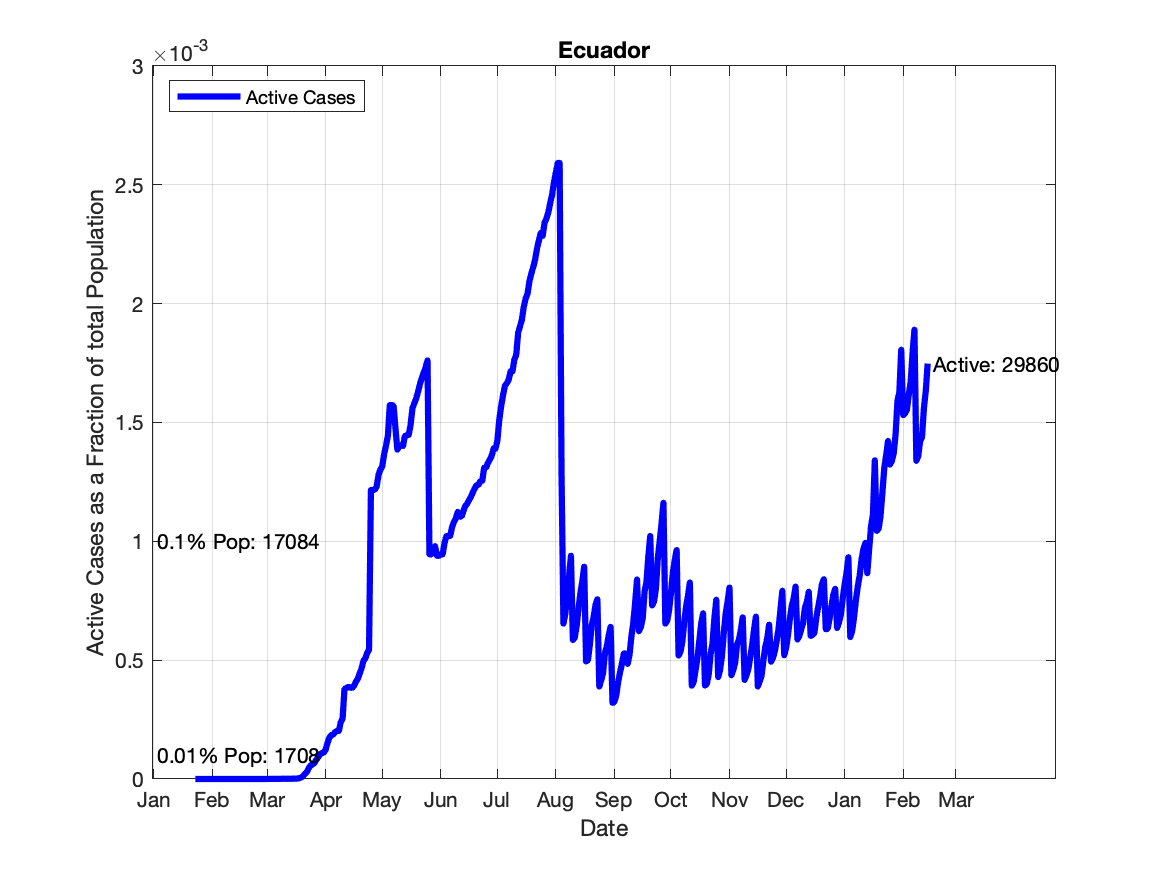 Ecuador
×10-3
3
Active Cases
2.5
2
Active: 29860
1.5
1
0.1% Pop: 17084
0.5
0.01% Pop: 1708
0
Jan Feb Mar Apr May Jun Jul Aug Sep Oct Nov Dec Jan Feb Mar
Date
Active Cases as a Fraction of total Population